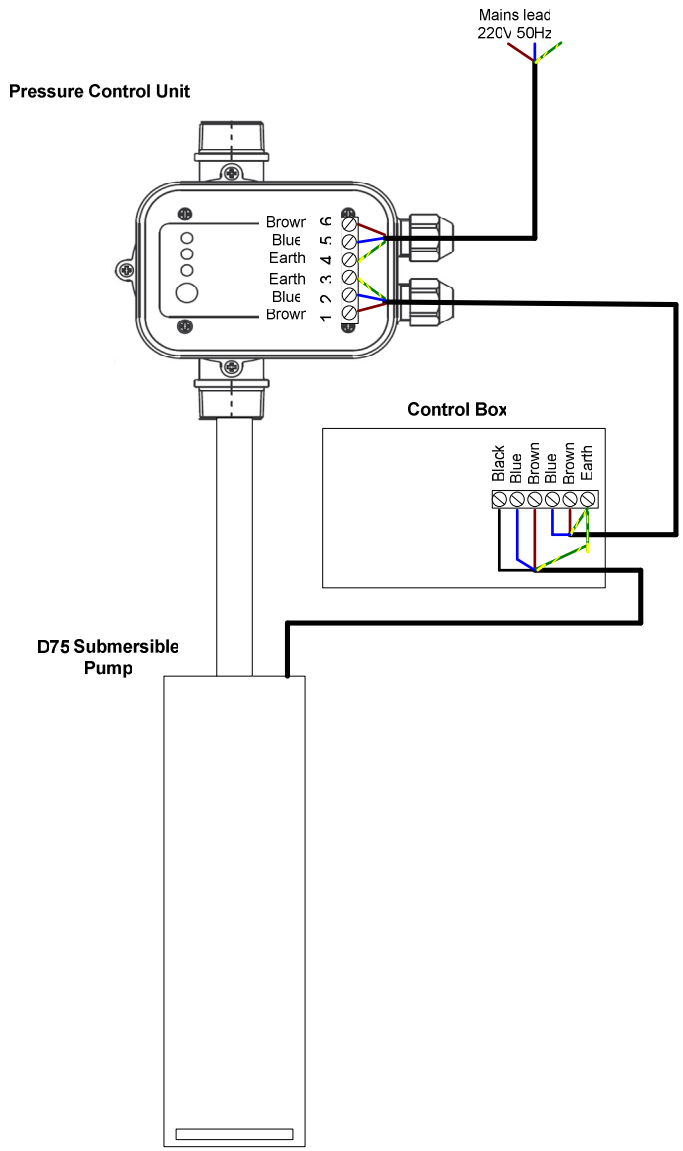 Mains lead
220V 50Hz
Pressure Control Unit
Brown 6
Blue 5
Earth 4
Earth 3
Blue 2
Brown 1
Control Box
Black
Blue
Brown
Blue
Brown
Earth
D75 Submersible
Pump